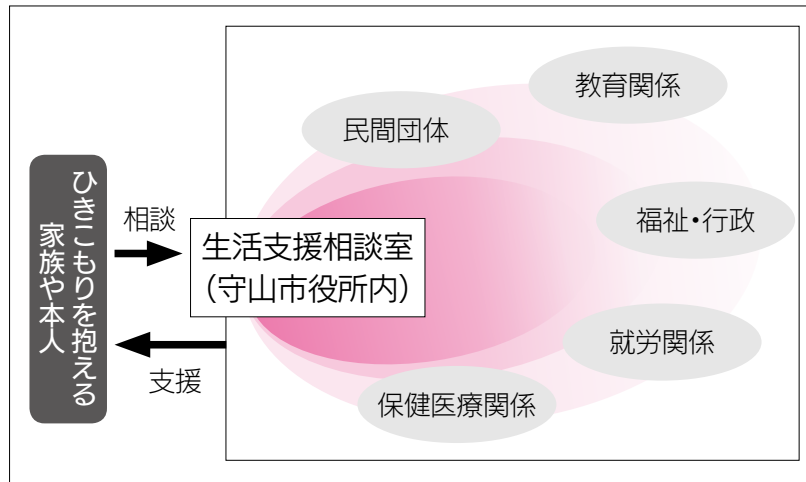 ひきこもりを抱える
家族や本人
相談
支援
生活支援相談室
（守山市役所内）
民間団体
教育関係
福祉・行政
就労関係
保健医療関係